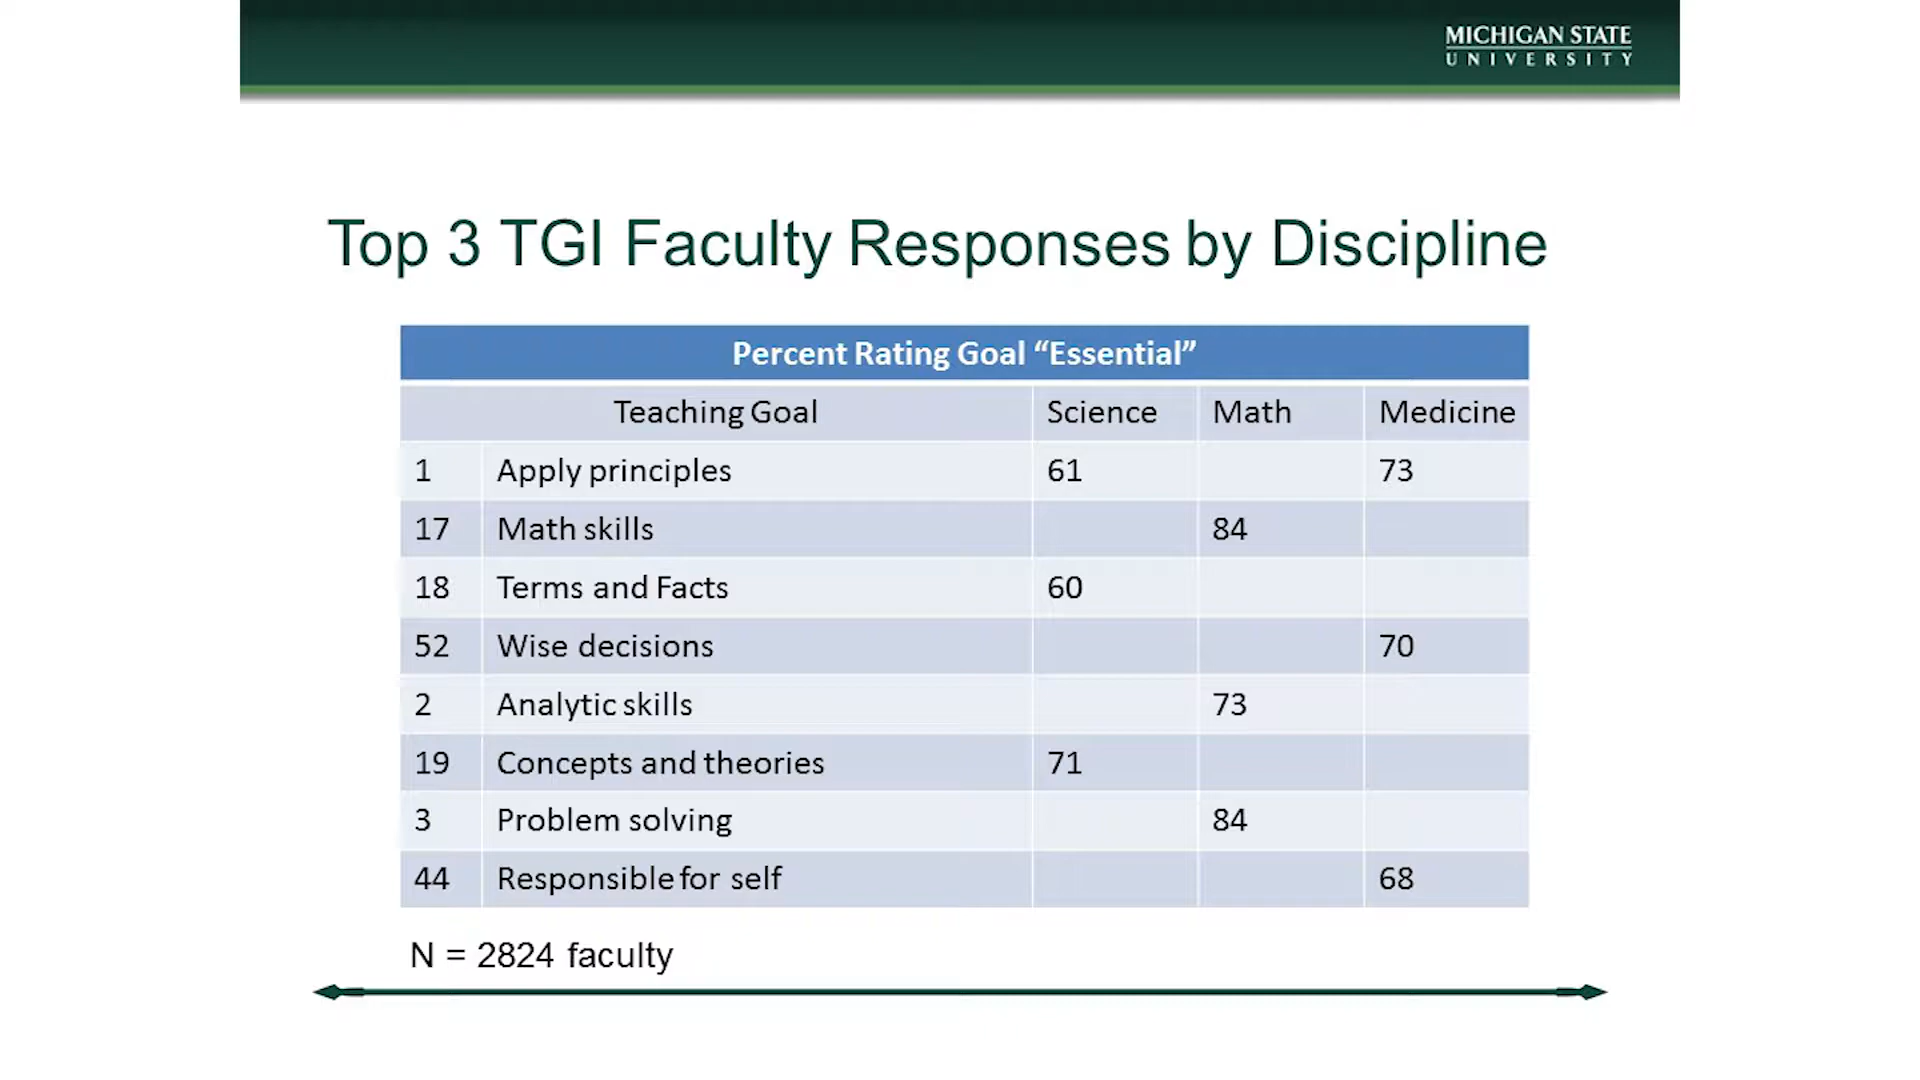 MICHIGAN STATE
UNIVERSITY
Top 3 TGI Faculty Responses by Discipline
Percent Rating Goal “Essential”
Teaching Goal Science Math Medicine
1 Apply principles 61 73
17 Math skills 84
18 Terms and Facts 60
52 Wise decisions 70
2 Analytic skills 73
19 Concepts and theories 71
3 Problem solving 84
44 Responsible for self 68
N = 2824 faculty